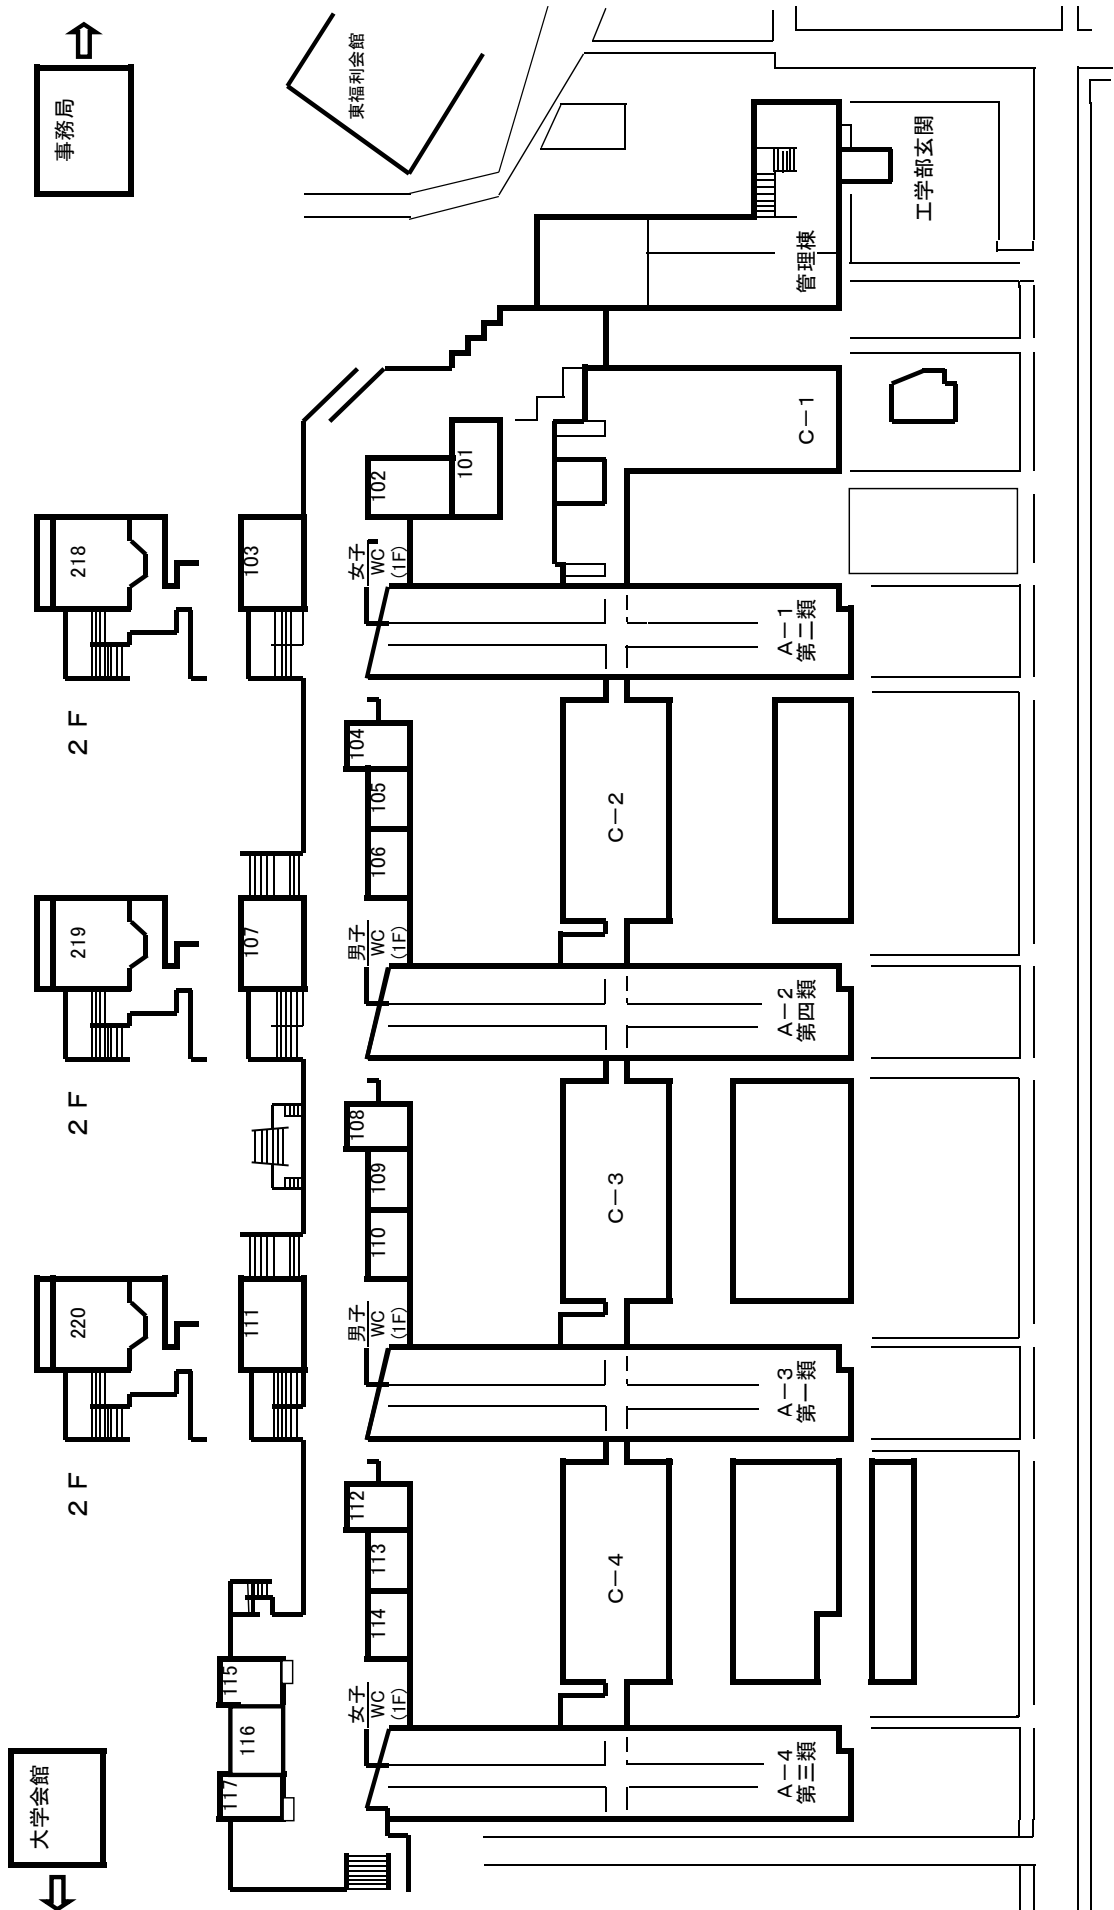 事務局
東福利会館
工学部玄関
管理棟
C－1
101
102
103
218
女子
WC
(1F)
A－1
第二類
2F
104
105
106
C－2
107
219
男子
WC
(1F)
A－2
第四類
2F
108
109
110
C－3
111
220
男子
WC
(1F)
A－3
第一類
2F
112
113
114
C－4
115
116
117
女子
WC
(1F)
A－4
第三類
大学会館